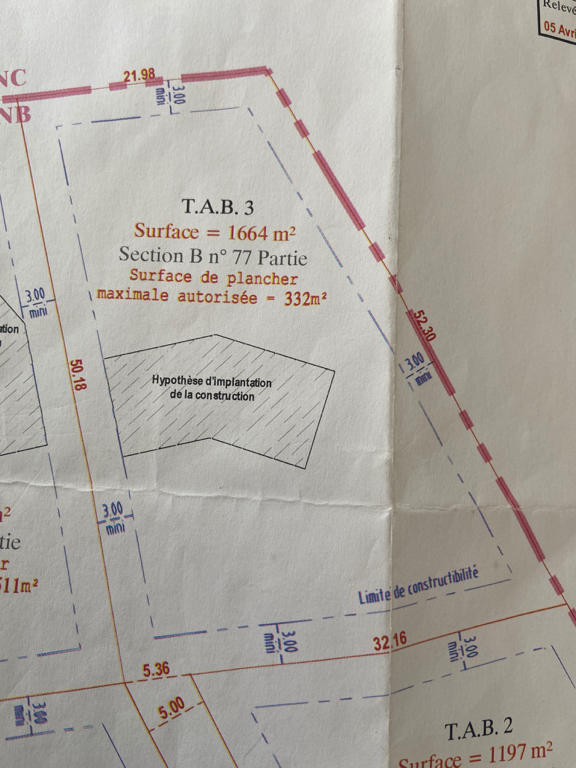 Relevé
05 Avri
NC
NB
21.98
3.00
mini
T.A.B. 3
Surface = 1664 m²
Section B n° 77 Partie
Surface de plancher
maximale autorisée = 332m²
3.00
mini
52.30
3.00
mini
50.18
Hypothèse d'implantation
de la construction
3.00
mini
m²
tie
r
511m²
Limite de constructibilité
3.00
mini
32.16
3.00
mini
5.36
5.00
3.00
mini
T.A.B. 2
Surface = 1197 m²